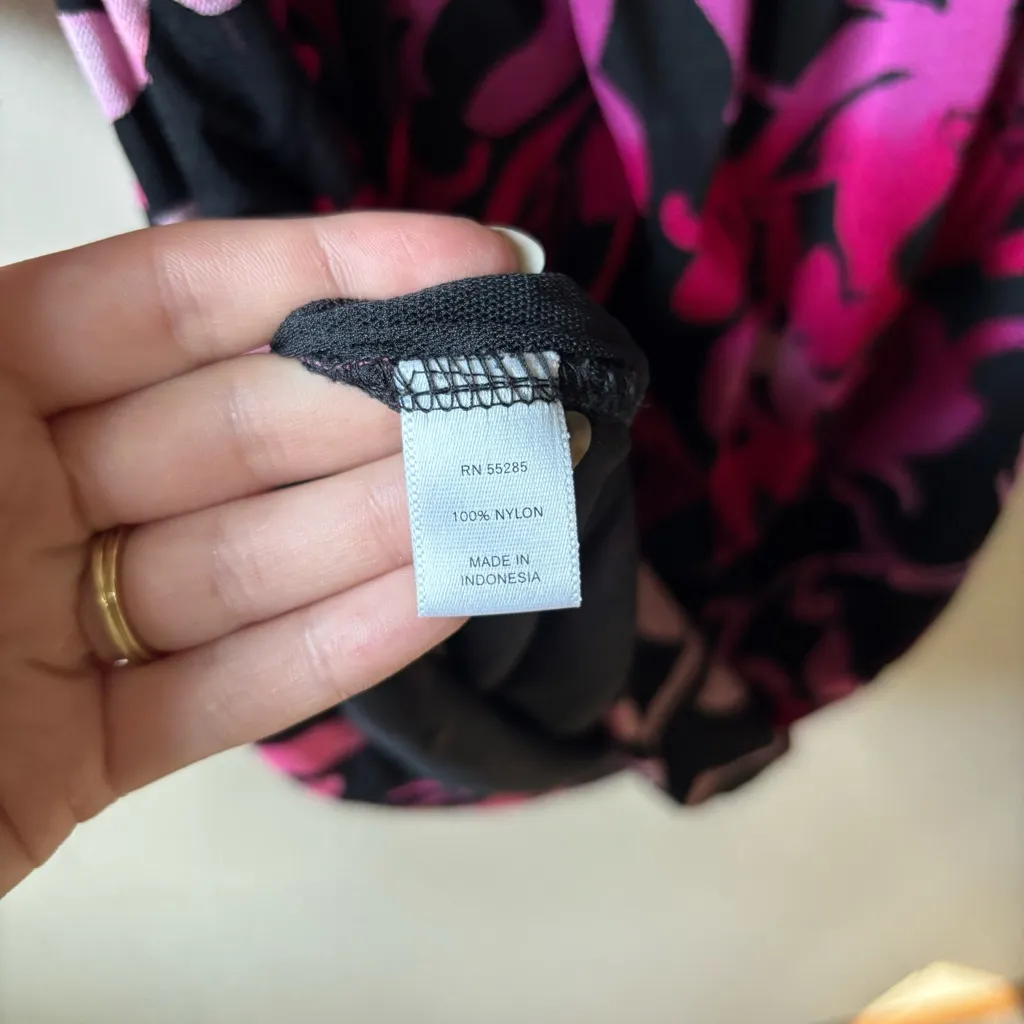 RN 55285
100% NYLON
MADE IN
INDONESIA